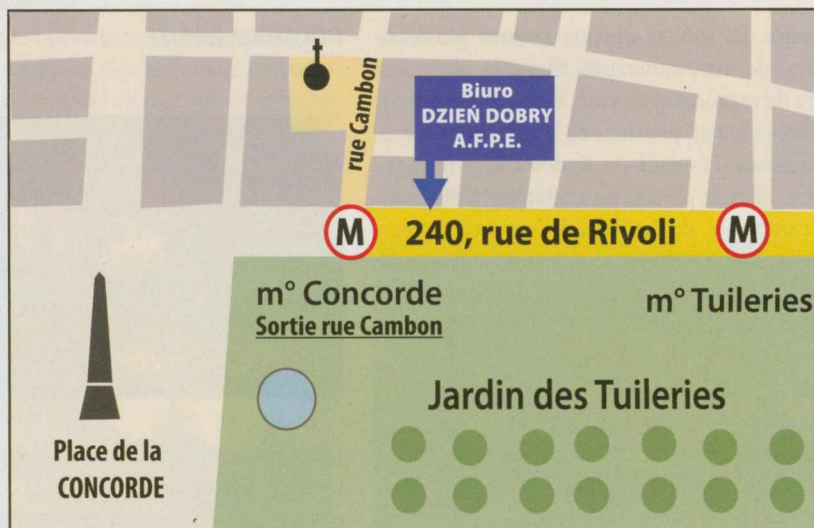 rue Cambon
Biuro
DZIEŃ DOBRY
A.F.P.E.
M
240, rue de Rivoli
M
m° Concorde
Sortie rue Cambon
m° Tuileries
Jardin des Tuileries
Place de la
CONCORDE